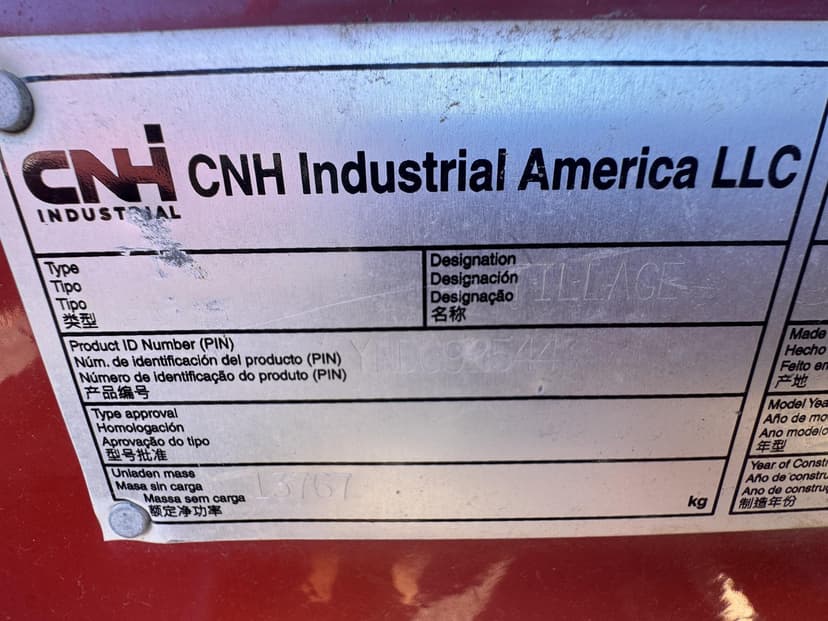 CNH
INDUSTRIAL
CNH Industrial America LLC
Type
Tipo
Tipo
类型
Designation
Designación
Designação
名称
TILLAGE
Product ID Number (PIN)
Núm. de identificación del producto (PIN)
Número de identificação do produto (PIN)
产品编号
Type approval
Homologación
Aprovação do tipo
型号批准
Unladen mass
Masa sin carga
Massa sem carga
额定净功率
13767
kg
Made
Hecho
Feito en
产地
Model Yea
Año de mo
Ano modelo
年型
Year of Constr
Año de constru
Ano de construç
制造年份